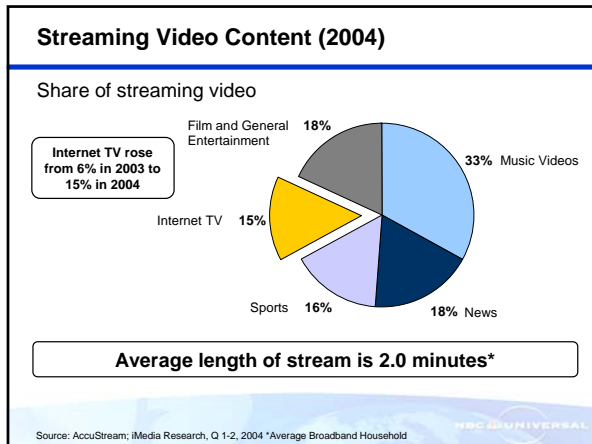 Streaming Video Content (2004)
Share of streaming video
Internet TV rose
from 6% in 2003 to
15% in 2004
Film and General
Entertainment
18%
33% Music Videos
Internet TV 15%
Sports 16%
18% News
Average length of stream is 2.0 minutes*
NBC UNIVERSAL
Source: AccuStream; iMedia Research, Q 1-2, 2004 *Average Broadband Household